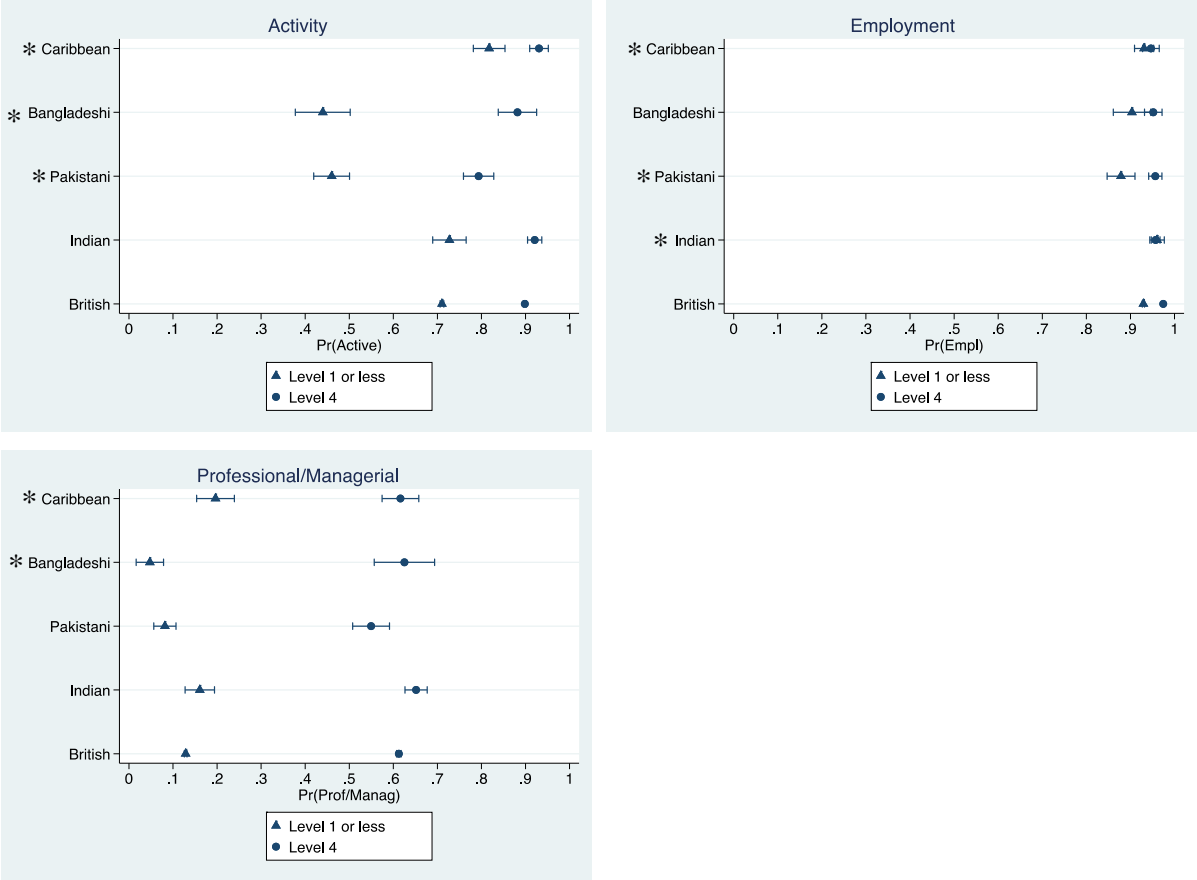 Activity
* Caribbean
* Bangladeshi
* Pakistani
Indian
British
0 .1 .2 .3 .4 .5 .6 .7 .8 .9 1
Pr(Active)
Level 1 or less
Level 4
Employment
* Caribbean
Bangladeshi
* Pakistani
* Indian
British
0 .1 .2 .3 .4 .5 .6 .7 .8 .9 1
Pr(Empl)
Level 1 or less
Level 4
Professional/Managerial
* Caribbean
* Bangladeshi
Pakistani
Indian
British
0 .1 .2 .3 .4 .5 .6 .7 .8 .9 1
Pr(Prof/Manag)
Level 1 or less
Level 4